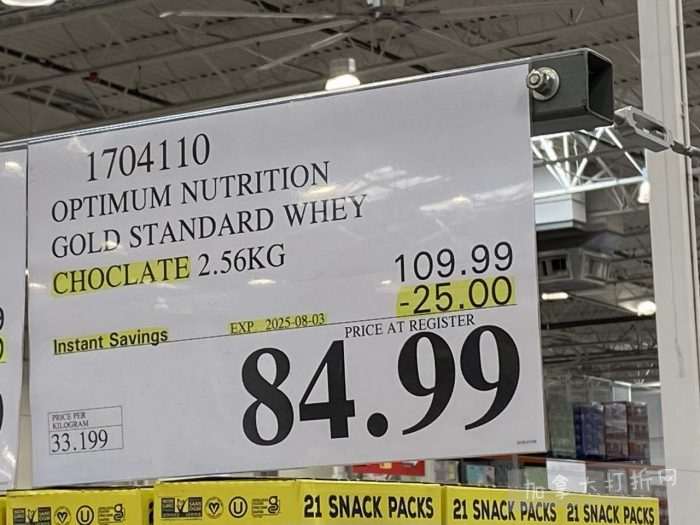 1704110
OPTIMUM NUTRITION
GOLD STANDARD WHEY
CHOCLATE 2.56KG
109.99
-25.00
Instant Savings
EXP 2025-08-03
PRICE AT REGISTER
84.99
PRICE PER
KILOGRAM
33.199
21 SNACK PACKS
21 SNACK PACKS
21 SNACK PACKS
加拿大打折网